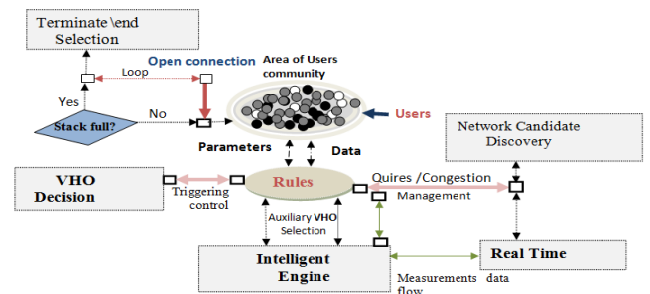 Terminate \end
Selection
Loop
Open connection
Area of Users
community
Yes
Stack full?
No
Users
Network Candidate
Discovery
Parameters
Data
VHO
Decision
Triggering
control
Rules
Quires /Congestion
Management
Auxiliary VHO
Selection
Intelligent
Engine
Real Time
Measurements data
flow